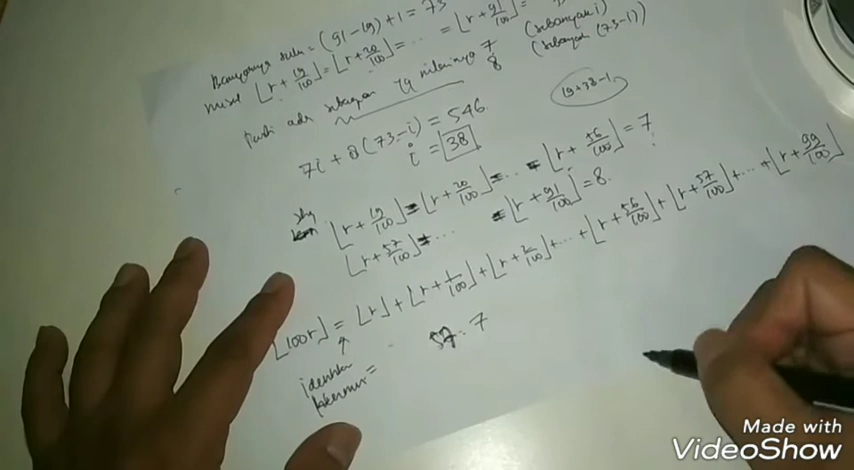 Banyaknya suku = (91-19)+1 = 73
misal ⌊r + 19/100⌋ = ⌊r + 20/100⌋ = ... = ⌊r + 91/100⌋ =
Pasti ada sebagian yg nilainya 7 (sebanyak i)
8 (sebanyak (73-i))
7i + 8(73-i) = 546
i = 38
19+38-1
⌊r + 19/100⌋ = ⌊r + 20/100⌋ = ... = ⌊r + 56/100⌋ = 7
⌊r + 57/100⌋ = ... = ⌊r + 91/100⌋ = 8.
⌊100r⌋ = ⌊r⌋ + ⌊r + 1/100⌋ + ⌊r + 2/100⌋ + ... + ⌊r + 56/100⌋ + ⌊r + 57/100⌋ + ... + ⌊r + 99/100⌋
identitas
Hermite =
57. 7
Made with
VideoShow